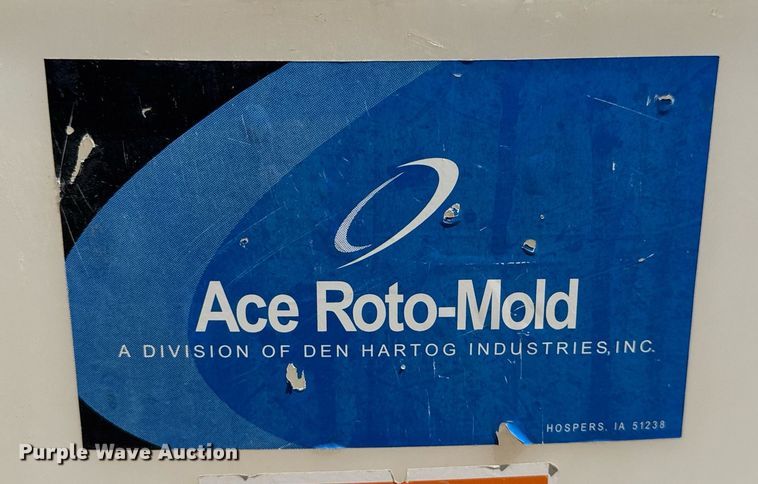 Ace Roto-Mold
A DIVISION OF DEN HARTOG INDUSTRIES, INC.
HOSPERS, IA 51238
Purple Wave Auction